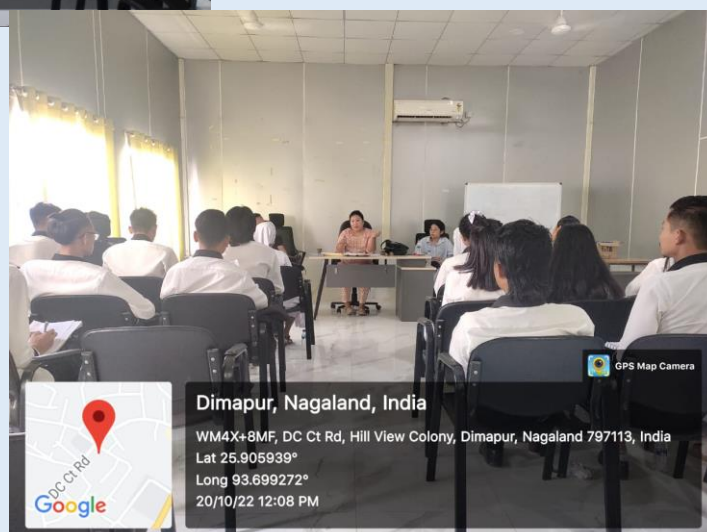 GPS Map Camera
Dimapur, Nagaland, India
WM4X+8MF, DC Ct Rd, Hill View Colony, Dimapur, Nagaland 797113, India
Lat 25.905939°
Long 93.699272°
20/10/22 12:08 PM
DC Ct Rd
Google